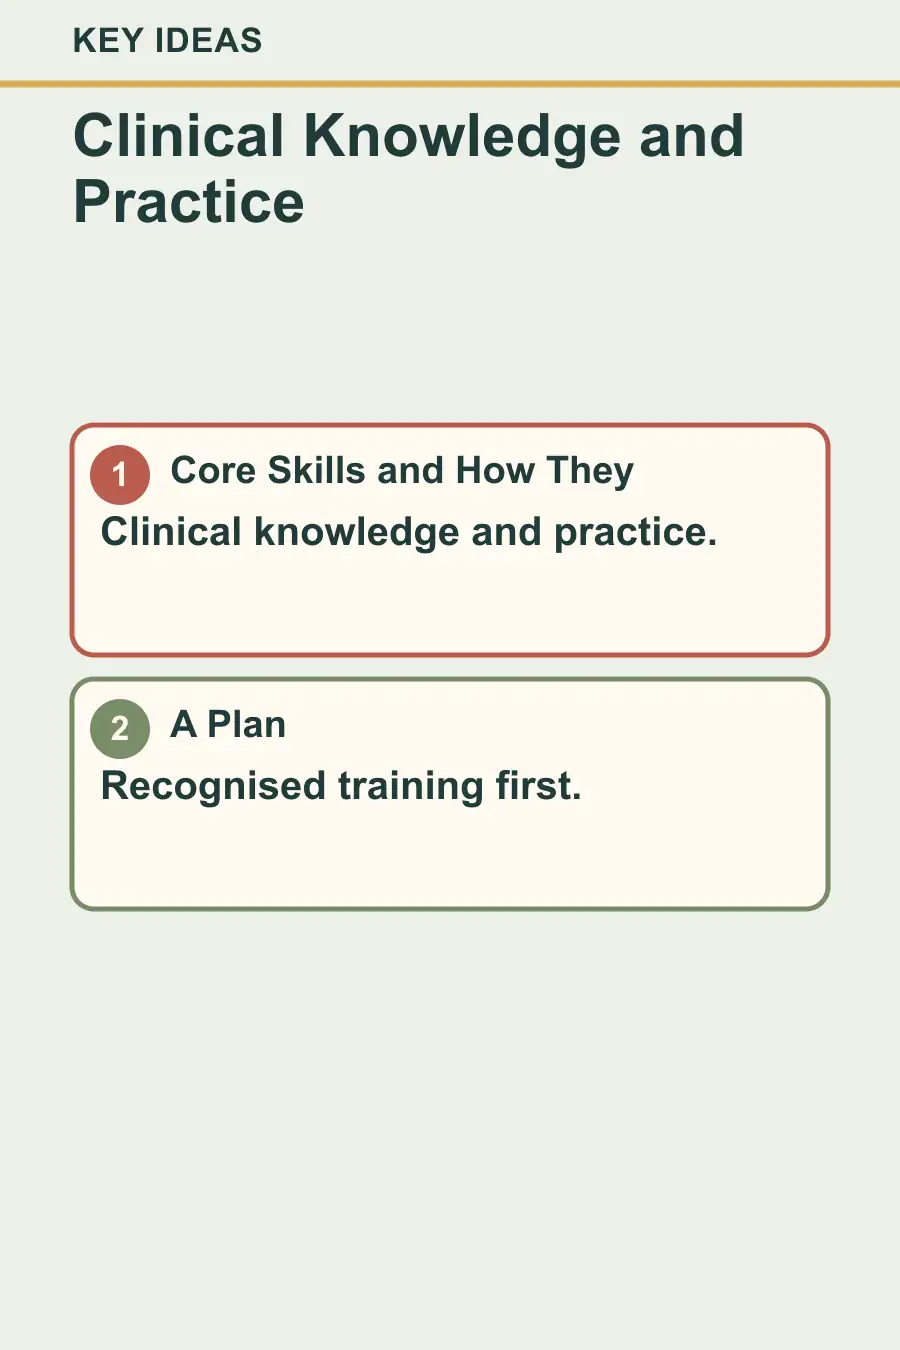 KEY IDEAS
Clinical Knowledge and
Practice
1 Core Skills and How They
Clinical knowledge and practice.
2 A Plan
Recognised training first.